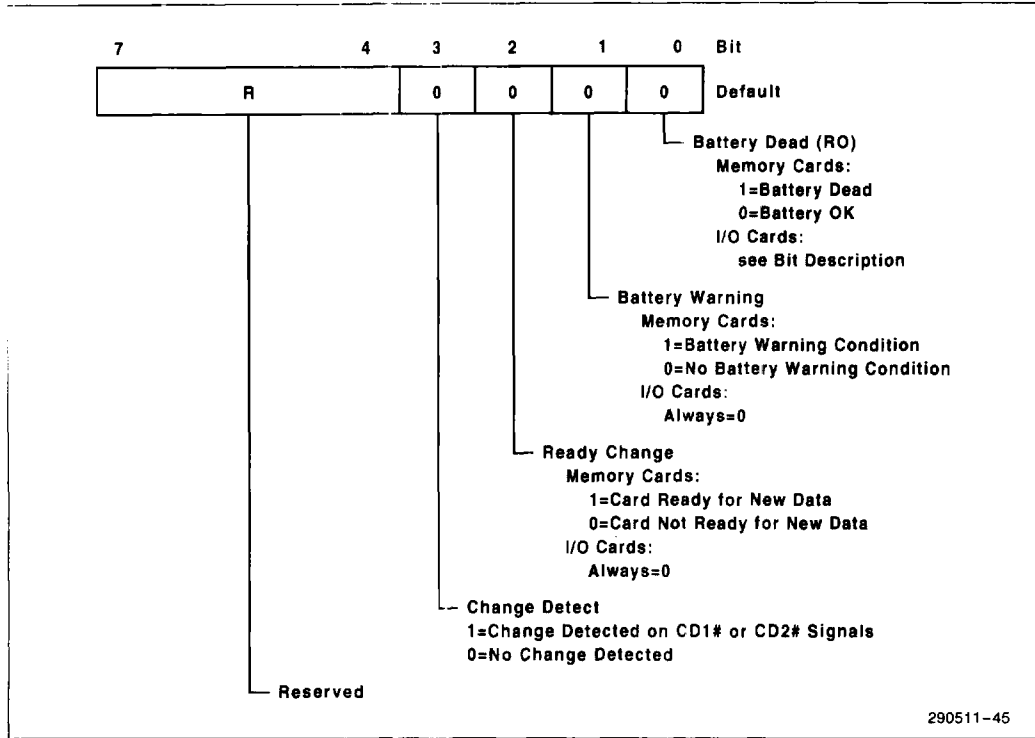 7 4 3 2 1 0 Bit
R 0 0 0 0 Default
Battery Dead (RO)
Memory Cards:
1=Battery Dead
0=Battery OK
I/O Cards:
see Bit Description
Battery Warning
Memory Cards:
1=Battery Warning Condition
0=No Battery Warning Condition
I/O Cards:
Always=0
Ready Change
Memory Cards:
1=Card Ready for New Data
0=Card Not Ready for New Data
I/O Cards:
Always=0
Change Detect
1=Change Detected on CD1# or CD2# Signals
0=No Change Detected
Reserved
290511-45